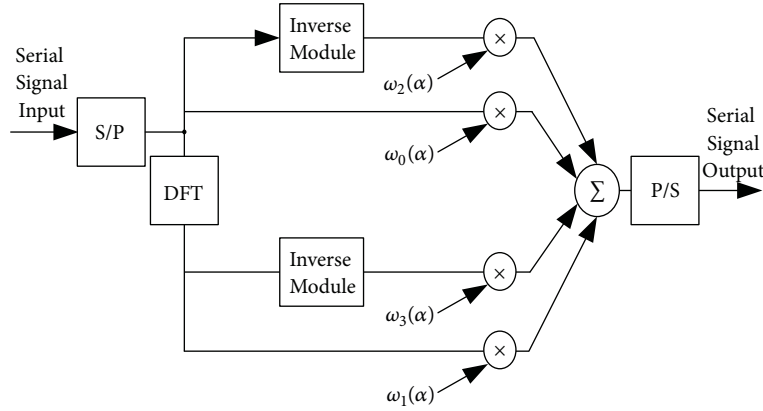 Serial
Signal
Input
S/P
DFT
Inverse
Module
×
ω₂(α)
×
ω₀(α)
Inverse
Module
×
ω₃(α)
×
ω₁(α)
Σ
P/S
Serial
Signal
Output